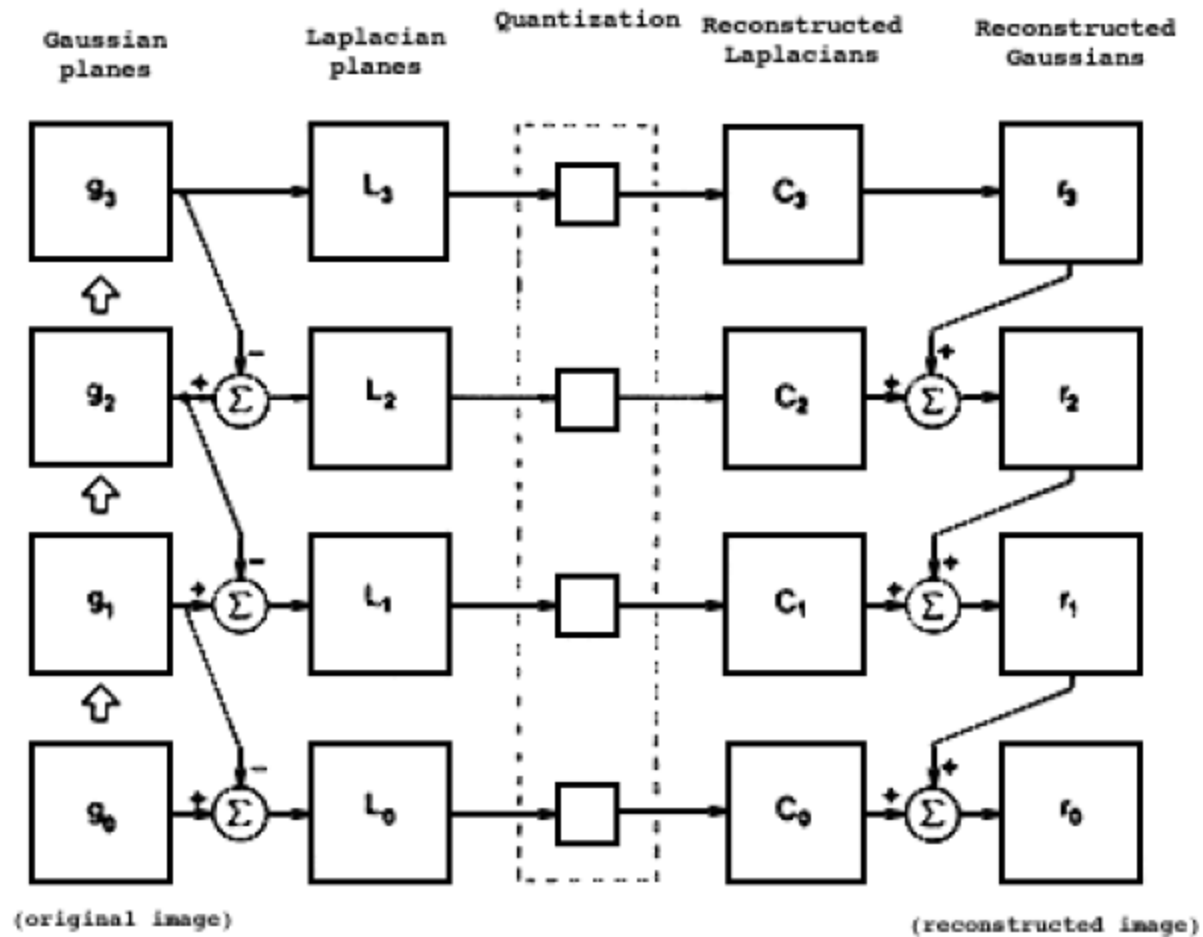 Gaussian planes
Laplacian planes
Quantization
Reconstructed Laplacians
Reconstructed Gaussians
g3 L3 C3 r3
− +
g2 + Σ L2 C2 + Σ r2
− +
g1 + Σ L1 C1 + Σ r1
− +
g0 + Σ L0 C0 + Σ r0
(original image) (reconstructed image)